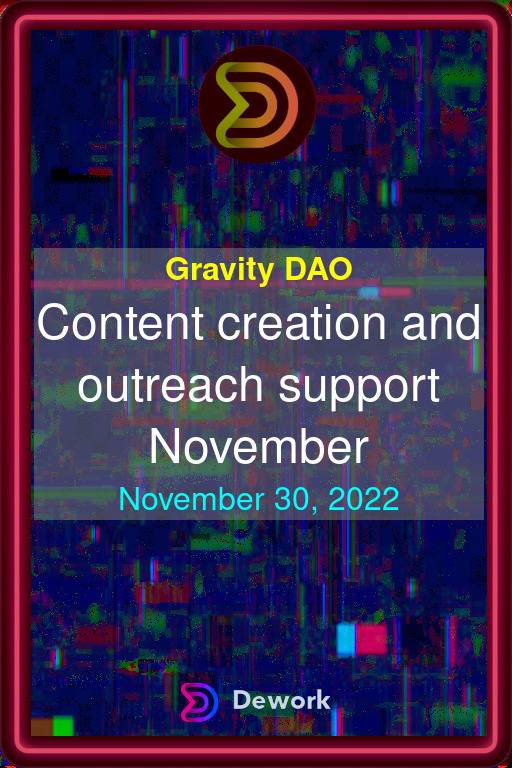 Gravity DAO
Content creation and
outreach support
November
November 30, 2022
Dework